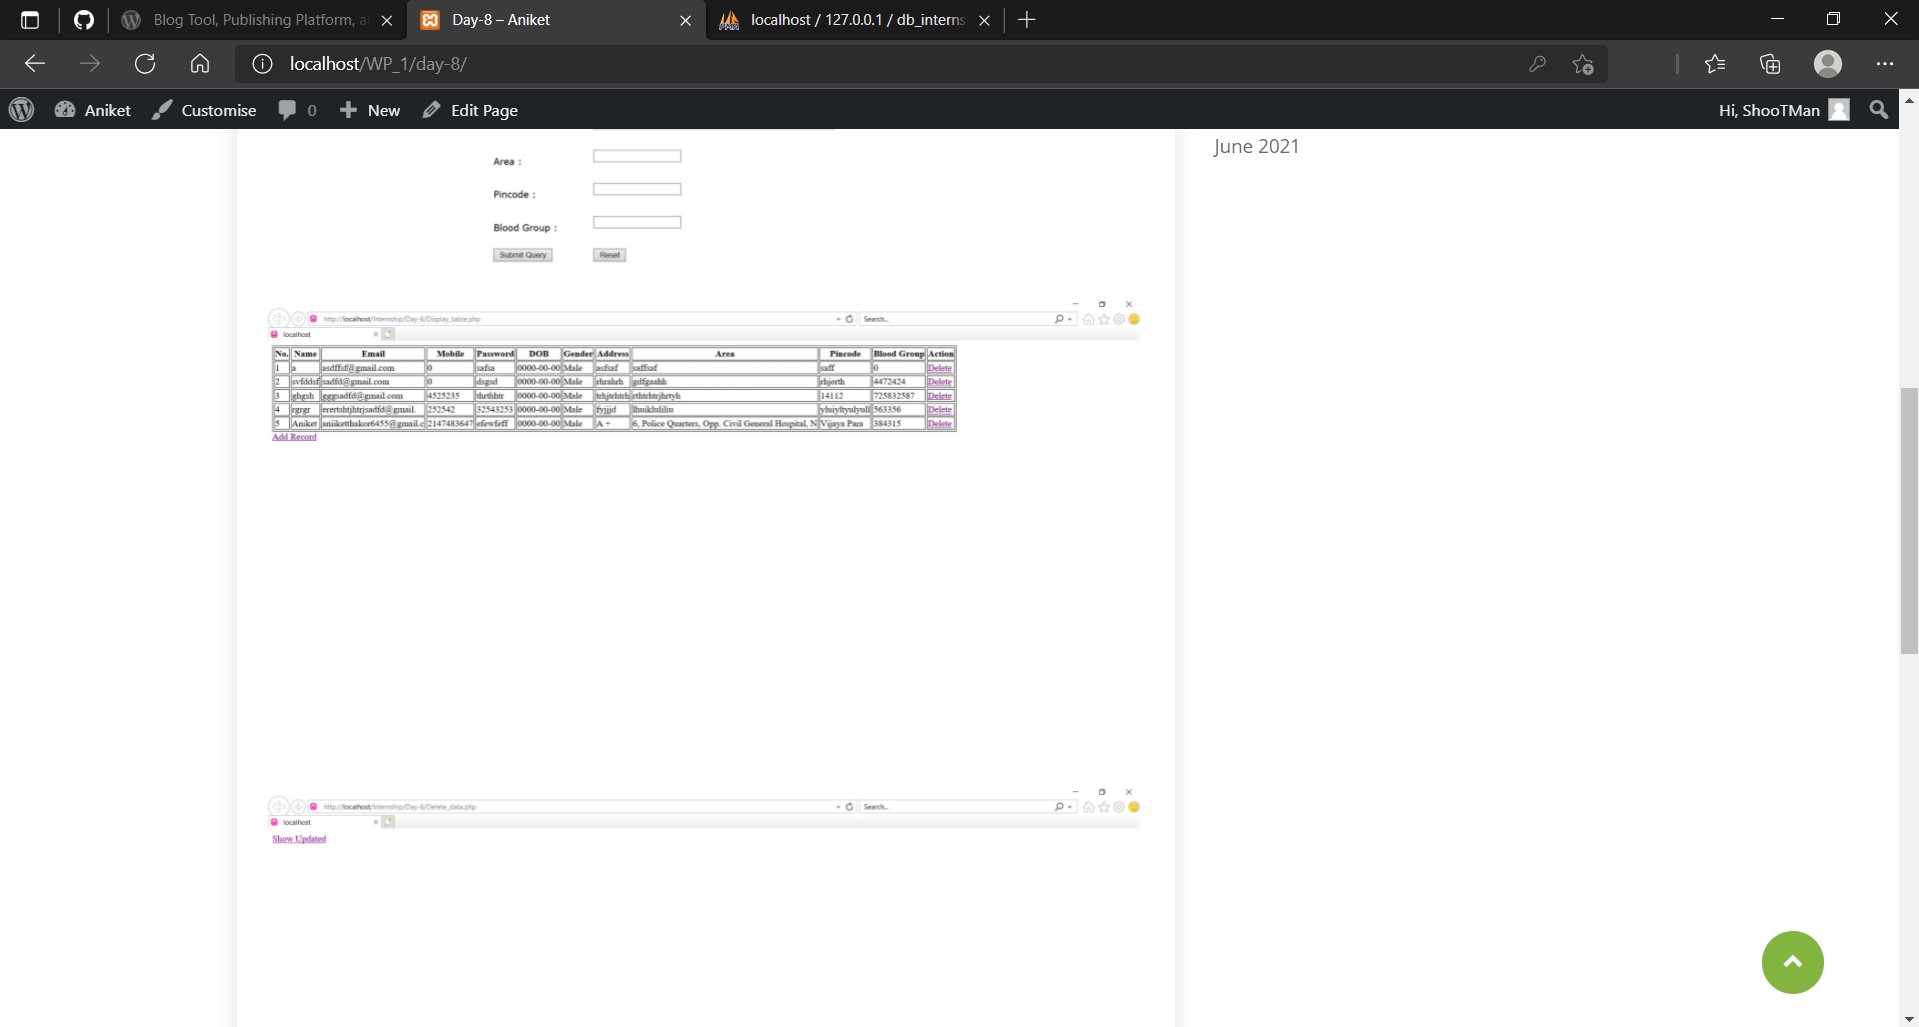 Blog Tool, Publishing Platform, a
Day-8 – Aniket
localhost / 127.0.0.1 / db_interns
localhost/WP_1/day-8/
Aniket Customise 0 New Edit Page
Hi, ShooTMan
June 2021
Area :
Pincode :
Blood Group :
Submit Query Reset
http://localhost/Internship/Day-8/Display_table.php Search...
localhost
No. Name Email Mobile Password DOB Gender Address Area Pincode Blood Group Action
1 a asdffsf@gmail.com 0 safsa 0000-00-00 Male asfsaf saffsaf saff 0 Delete
2 svfddsf sadfd@gmail.com 0 dsgsd 0000-00-00 Male rhrahrh gdfgaahh rhjerth 4472424 Delete
3 ghgsh gggsadfd@gmail.com 4525235 thrthhtr 0000-00-00 Male trhjtrhtrh rthtrhtrjhrtyh 14112 725832587 Delete
4 rgrgr erertshtjhtrjsadfd@gmail. 252542 32543253 0000-00-00 Male fyjjjd 563356 Delete
5 Aniket aniiketthakor6455@gmail.c 2147483647 efewfeff 0000-00-00 Male A + 6, Police Quarters, Opp. Civil General Hospital, N Vijaya Para 384315 Delete
Add Record
http://localhost/Internship/Day-8/Delete_data.php Search...
localhost
Show Updated